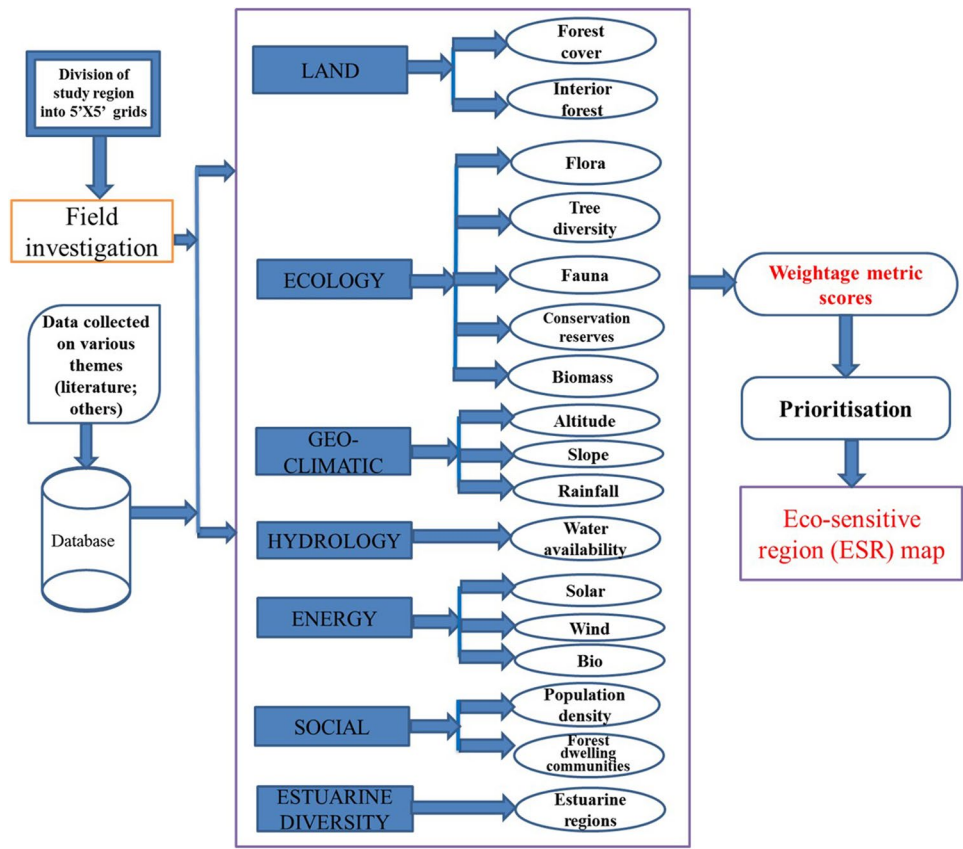 Division of
study region
into 5'X5' grids
Field
investigation
Data collected
on various
themes
(literature;
others)
Database
LAND
Forest
cover
Interior
forest
ECOLOGY
Flora
Tree
diversity
Fauna
Conservation
reserves
Biomass
GEO-
CLIMATIC
Altitude
Slope
Rainfall
HYDROLOGY
Water
availability
ENERGY
Solar
Wind
Bio
SOCIAL
Population
density
Forest
dwelling
communities
ESTUARINE
DIVERSITY
Estuarine
regions
Weightage metric
scores
Prioritisation
Eco-sensitive
region (ESR) map